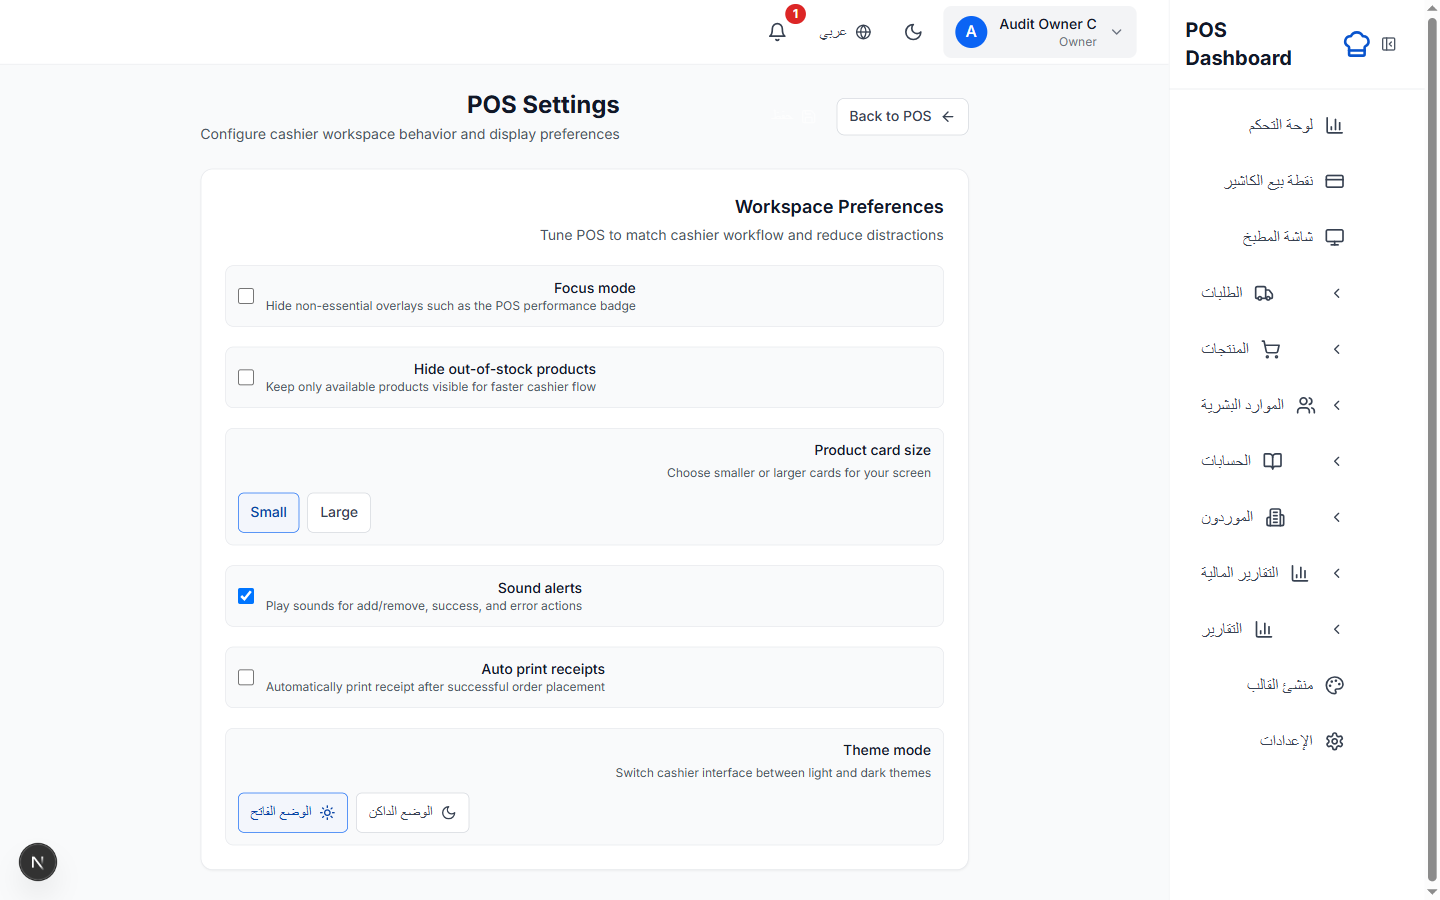 1
عربي
A
Audit Owner C
Owner
POS
Dashboard
POS Settings
Configure cashier workspace behavior and display preferences
Back to POS
Workspace Preferences
Tune POS to match cashier workflow and reduce distractions
Focus mode
Hide non-essential overlays such as the POS performance badge
Hide out-of-stock products
Keep only available products visible for faster cashier flow
Product card size
Choose smaller or larger cards for your screen
Small
Large
Sound alerts
Play sounds for add/remove, success, and error actions
Auto print receipts
Automatically print receipt after successful order placement
Theme mode
Switch cashier interface between light and dark themes
الوضع الفاتح
الوضع الداكن
لوحة التحكم
نقطة بيع الكاشير
شاشة المطبخ
الطلبات
المنتجات
الموارد البشرية
الحسابات
الموردون
التقارير المالية
التقارير
منشئ القالب
الإعدادات
N